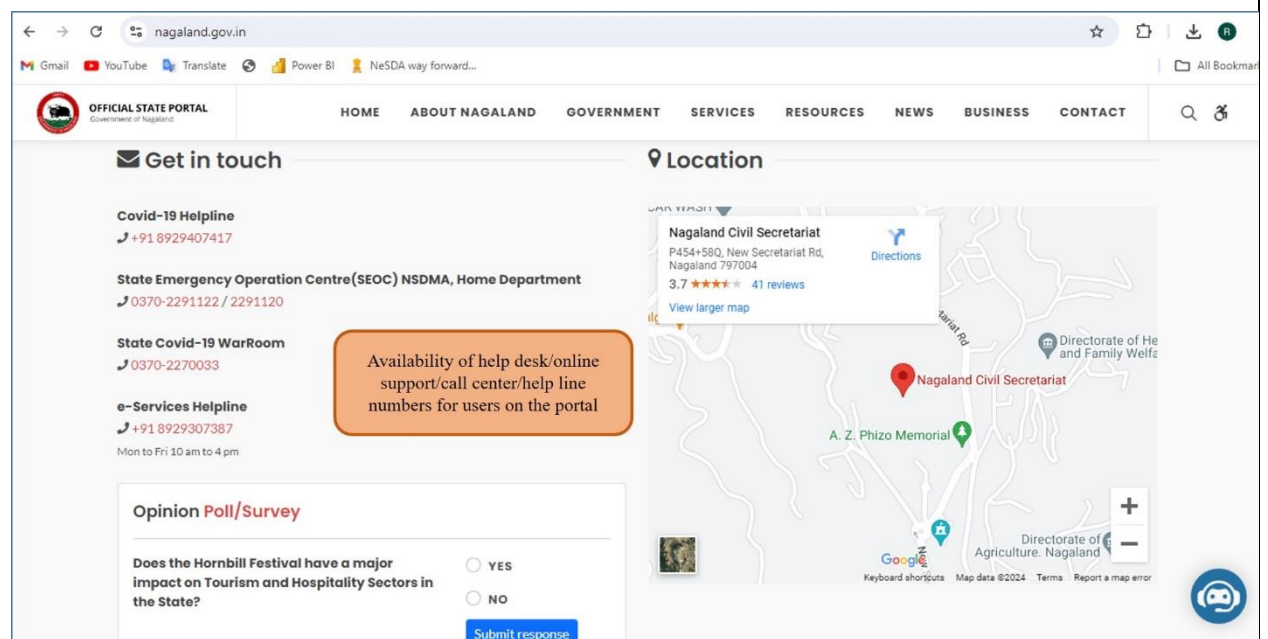 nagaland.gov.in
R
Gmail
YouTube
Translate
Power BI
NeSDA way forward...
All Bookmar
OFFICIAL STATE PORTAL
Government of Nagaland
HOME
ABOUT NAGALAND
GOVERNMENT
SERVICES
RESOURCES
NEWS
BUSINESS
CONTACT
Get in touch
Covid-19 Helpline
+91 8929407417
State Emergency Operation Centre(SEOC) NSDMA, Home Department
0370-2291122 / 2291120
State Covid-19 WarRoom
0370-2270033
e-Services Helpline
+91 8929307387
Mon to Fri 10 am to 4 pm
Availability of help desk/online
support/call center/help line
numbers for users on the portal
Opinion Poll/Survey
Does the Hornbill Festival have a major
impact on Tourism and Hospitality Sectors in
the State?
YES
NO
Submit response
Location
CAR WASH
Nagaland Civil Secretariat
P454+58Q, New Secretariat Rd,
Nagaland 797004
3.7 41 reviews
View larger map
Directions
tariat Rd
Directorate of He
and Family Welfa
Nagaland Civil Secretariat
A. Z. Phizo Memorial
Directorate of
Agriculture. Nagaland
New
Google
Keyboard shortcuts
Map data ©2024
Terms
Report a map error